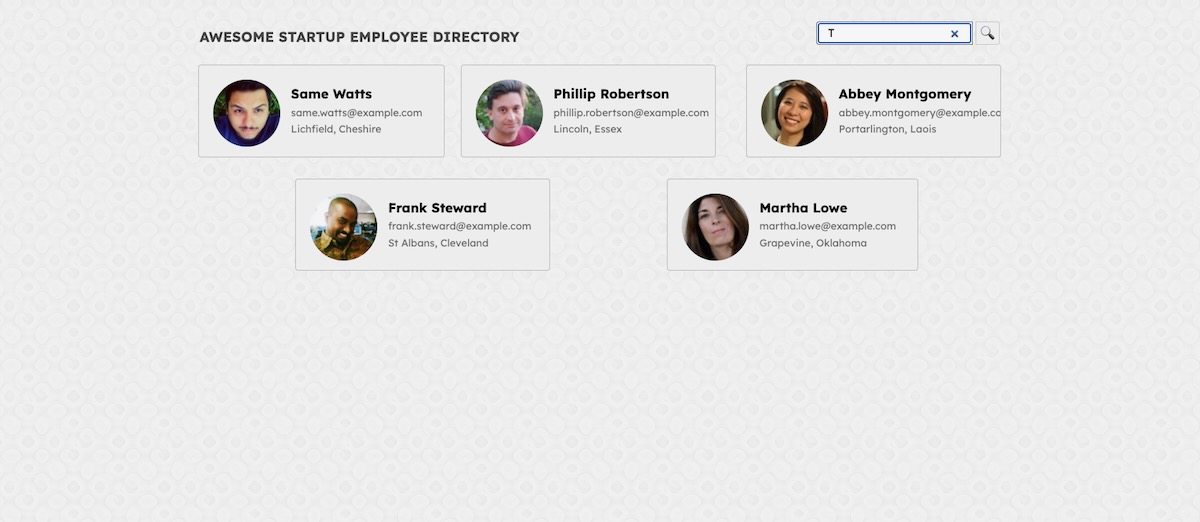 AWESOME STARTUP EMPLOYEE DIRECTORY
T
Same Watts
same.watts@example.com
Lichfield, Cheshire
Phillip Robertson
phillip.robertson@example.com
Lincoln, Essex
Abbey Montgomery
abbey.montgomery@example.co
Portarlington, Laois
Frank Steward
frank.steward@example.com
St Albans, Cleveland
Martha Lowe
martha.lowe@example.com
Grapevine, Oklahoma